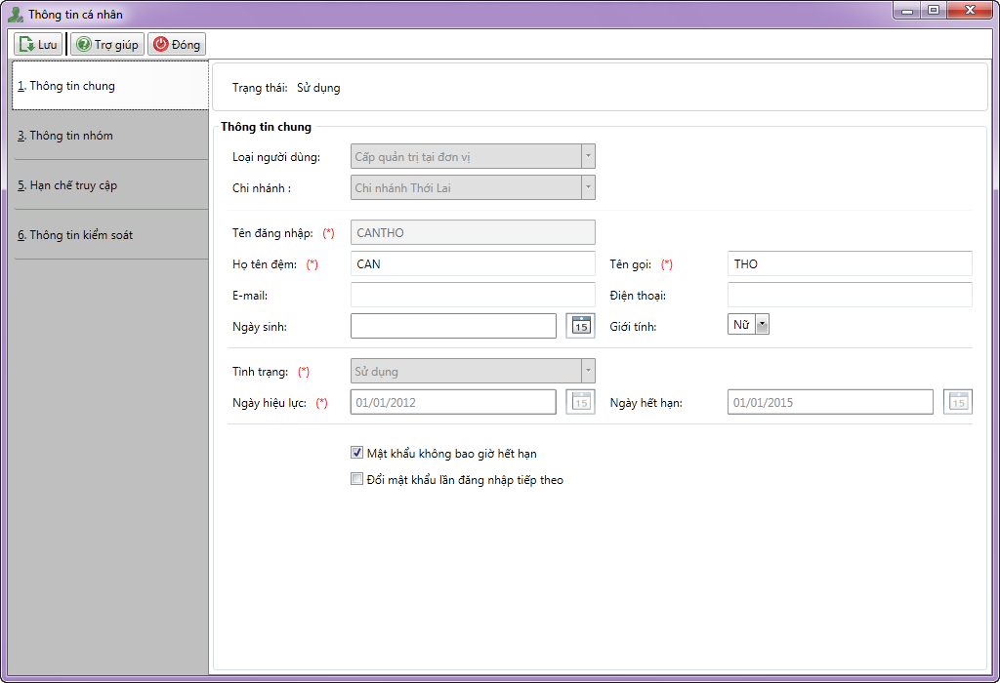 Thông tin cá nhân
Lưu Trợ giúp Đóng
1. Thông tin chung
3. Thông tin nhóm
5. Hạn chế truy cập
6. Thông tin kiểm soát
Trạng thái: Sử dụng
Thông tin chung
Loại người dùng: Cấp quản trị tại đơn vị
Chi nhánh : Chi nhánh Thới Lai
Tên đăng nhập: (*) CANTHO
Họ tên đệm: (*) CAN Tên gọi: (*) THO
E-mail: Điện thoại:
Ngày sinh: 15 Giới tính: Nữ
Tình trạng: (*) Sử dụng
Ngày hiệu lực: (*) 01/01/2012 15 Ngày hết hạn: 01/01/2015 15
Mật khẩu không bao giờ hết hạn
Đổi mật khẩu lần đăng nhập tiếp theo